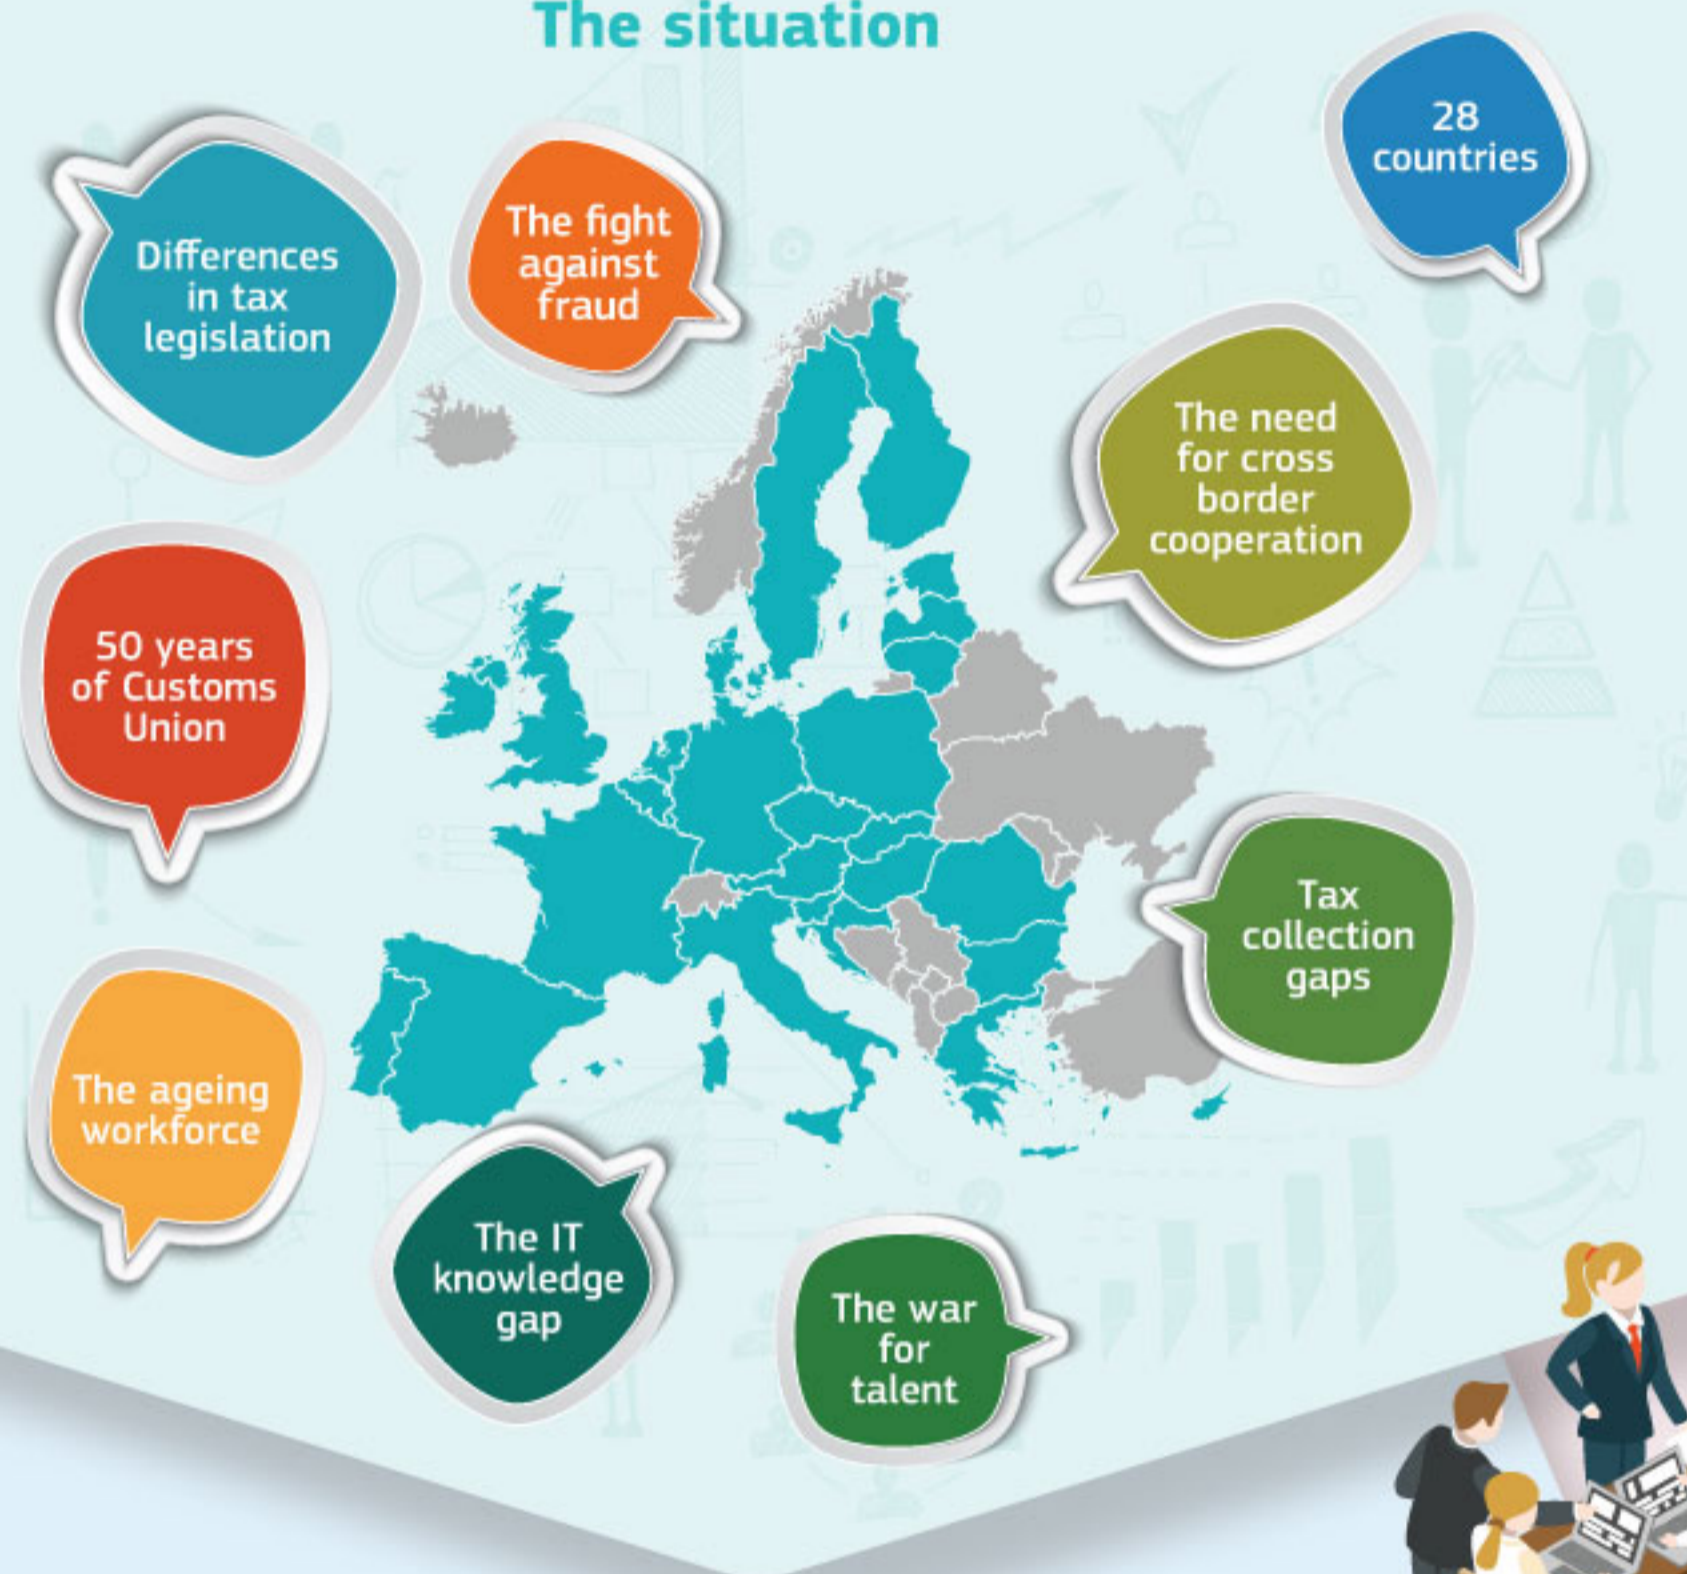 The situation
28
countries
Differences
in tax
legislation
The fight
against
fraud
The need
for cross
border
cooperation
50 years
of Customs
Union
Tax
collection
gaps
The ageing
workforce
The IT
knowledge
gap
The war
for
talent